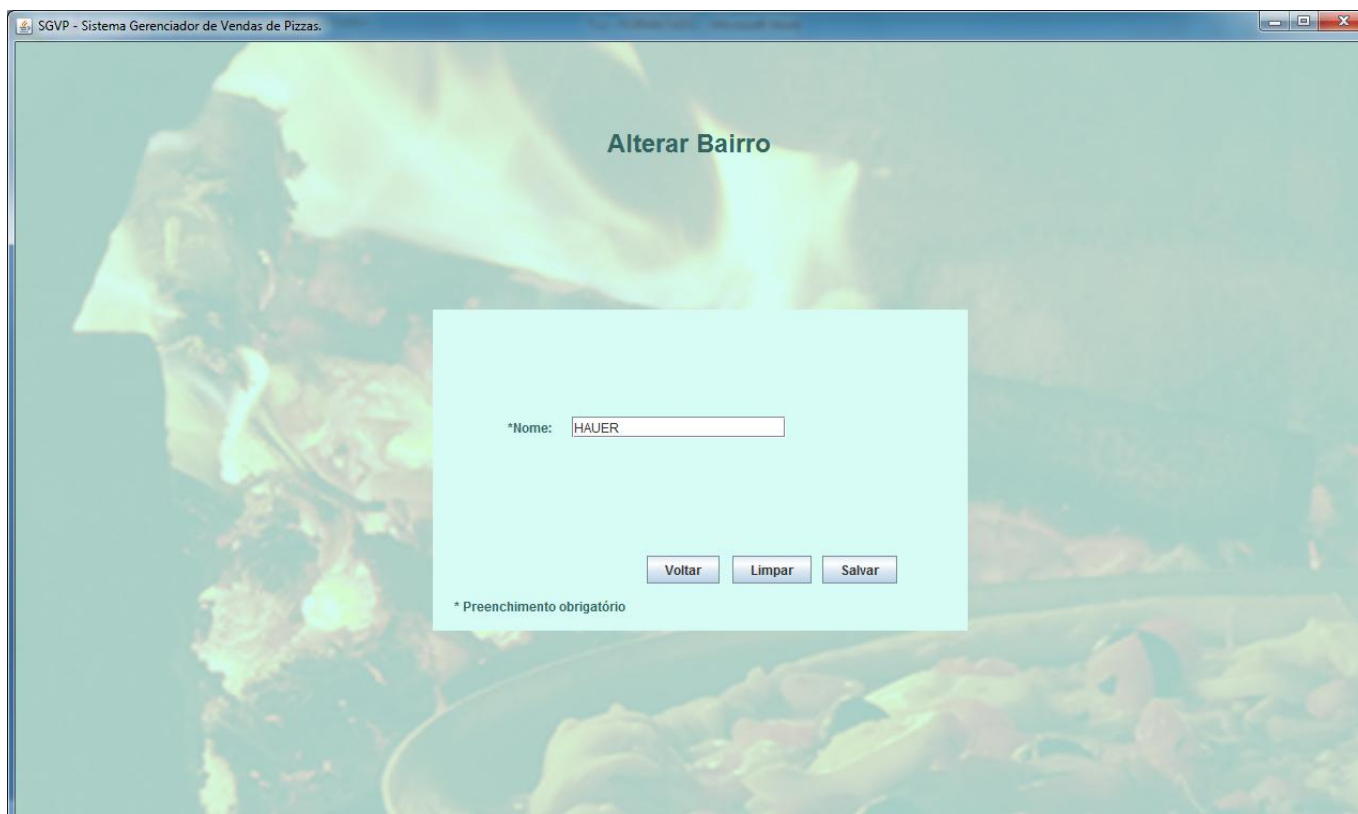 SGVP - Sistema Gerenciador de Vendas de Pizzas.
Alterar Bairro
*Nome: HAUER
Voltar Limpar Salvar
* Preenchimento obrigatório